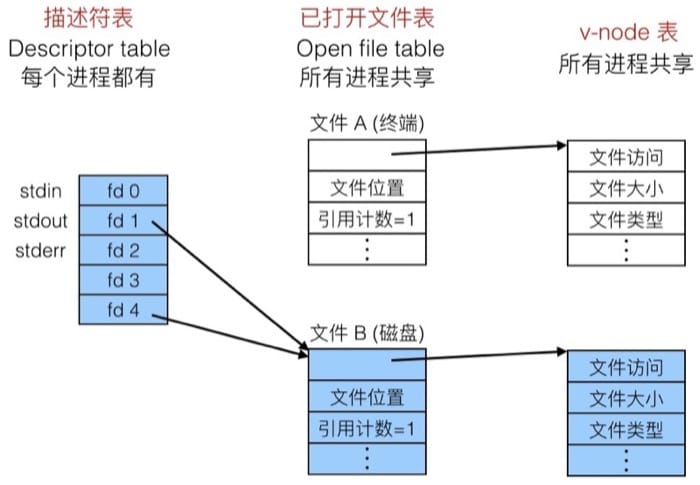 描述符表
Descriptor table
每个进程都有
已打开文件表
Open file table
所有进程共享
v-node 表
所有进程共享
stdin
stdout
stderr
fd 0
fd 1
fd 2
fd 3
fd 4
文件 A (终端)
文件位置
引用计数=1
⋮
文件访问
文件大小
文件类型
⋮
文件 B (磁盘)
文件位置
引用计数=1
⋮
文件访问
文件大小
文件类型
⋮